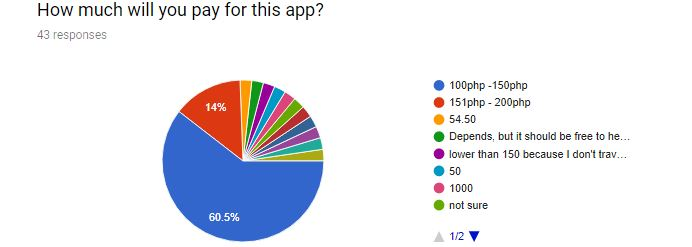 How much will you pay for this app?
43 responses
14%
60.5%
100php -150php
151php - 200php
54.50
Depends, but it should be free to he…
lower than 150 because I don't trav…
50
1000
not sure
1/2